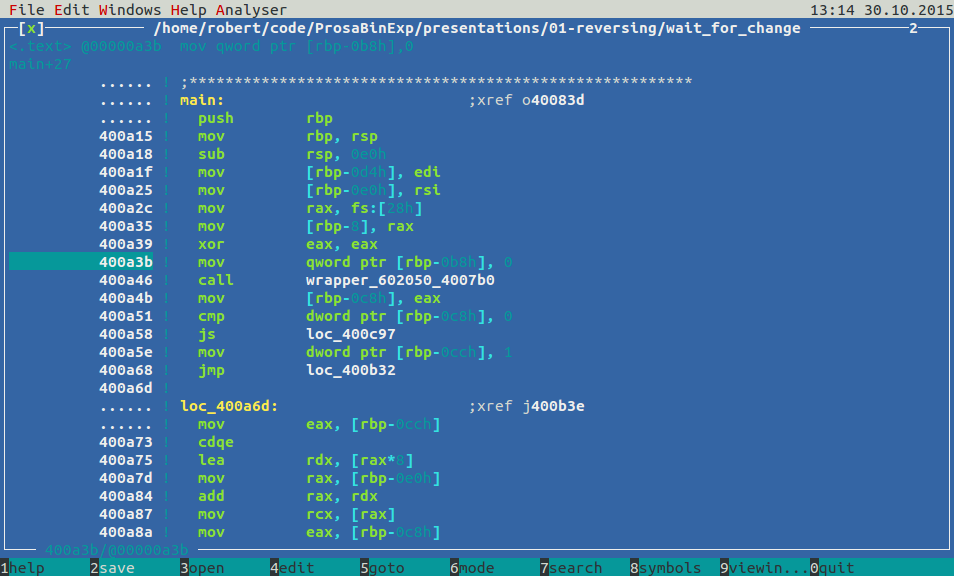 File Edit Windows Help Analyser 13:14 30.10.2015
[x] /home/robert/code/ProsaBinExp/presentations/01-reversing/wait_for_change 2
<.text> @00000a3b mov qword ptr [rbp-0b8h],0
main+27
...... ! ;********************************************************
...... ! main: ;xref o40083d
...... ! push rbp
400a15 ! mov rbp, rsp
400a18 ! sub rsp, 0e0h
400a1f ! mov [rbp-0d4h], edi
400a25 ! mov [rbp-0e0h], rsi
400a2c ! mov rax, fs:[28h]
400a35 ! mov [rbp-8], rax
400a39 ! xor eax, eax
400a3b ! mov qword ptr [rbp-0b8h], 0
400a46 ! call wrapper_602050_4007b0
400a4b ! mov [rbp-0c8h], eax
400a51 ! cmp dword ptr [rbp-0c8h], 0
400a58 ! js loc_400c97
400a5e ! mov dword ptr [rbp-0cch], 1
400a68 ! jmp loc_400b32
400a6d !
...... ! loc_400a6d: ;xref j400b3e
...... ! mov eax, [rbp-0cch]
400a73 ! cdqe
400a75 ! lea rdx, [rax*8]
400a7d ! mov rax, [rbp-0e0h]
400a84 ! add rax, rdx
400a87 ! mov rcx, [rax]
400a8a ! mov eax, [rbp-0c8h]
400a3b/@00000a3b
1help 2save 3open 4edit 5goto 6mode 7search 8symbols 9viewin...0quit